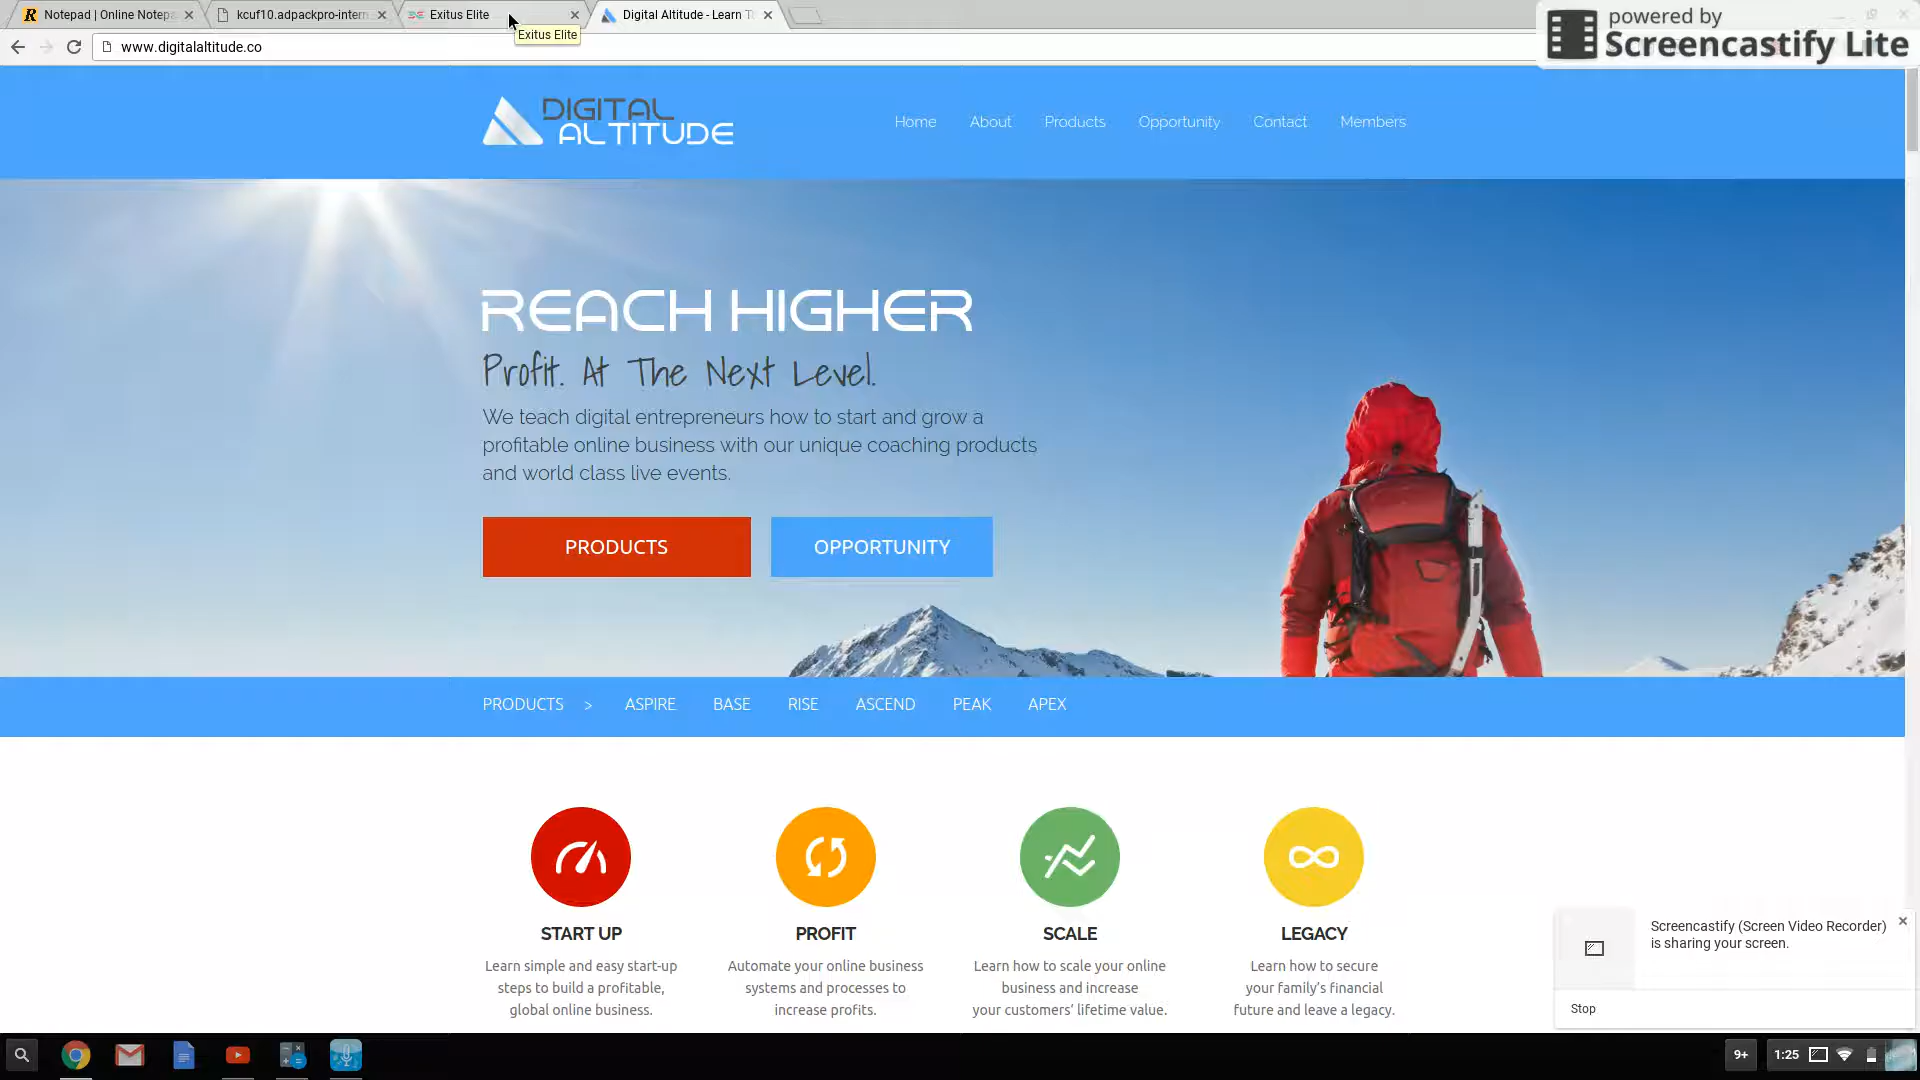 Notepad | Online Notepa
kcuf10.adpackpro-intern
Exitus Elite
Digital Altitude - Learn T
Exitus Elite
www.digitalaltitude.co
powered by
Screencastify Lite
DIGITAL
ALTITUDE
Home
About
Products
Opportunity
Contact
Members
REACH HIGHER
Profit. At The Next Level.
We teach digital entrepreneurs how to start and grow a
profitable online business with our unique coaching products
and world class live events.
PRODUCTS
OPPORTUNITY
PRODUCTS > ASPIRE BASE RISE ASCEND PEAK APEX
START UP
Learn simple and easy start-up
steps to build a profitable,
global online business.
PROFIT
Automate your online business
systems and processes to
increase profits.
SCALE
Learn how to scale your online
business and increase
your customers' lifetime value.
LEGACY
Learn how to secure
your family's financial
future and leave a legacy.
Screencastify (Screen Video Recorder)
is sharing your screen.
Stop
9+
1:25